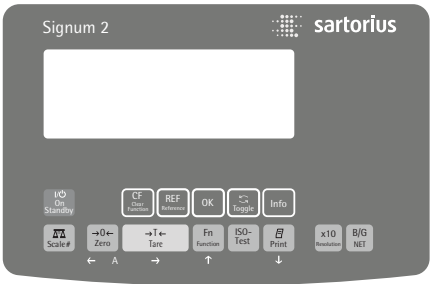 Signum 2
sartorius
I/⏻ On Standby
CF Clear Function
REF Reference
OK
Toggle
Info
Scale#
→0← Zero
→T← Tare
Fn Function
ISO-Test
Print
x10 Resolution
B/G NET
← A → ↑ ↓